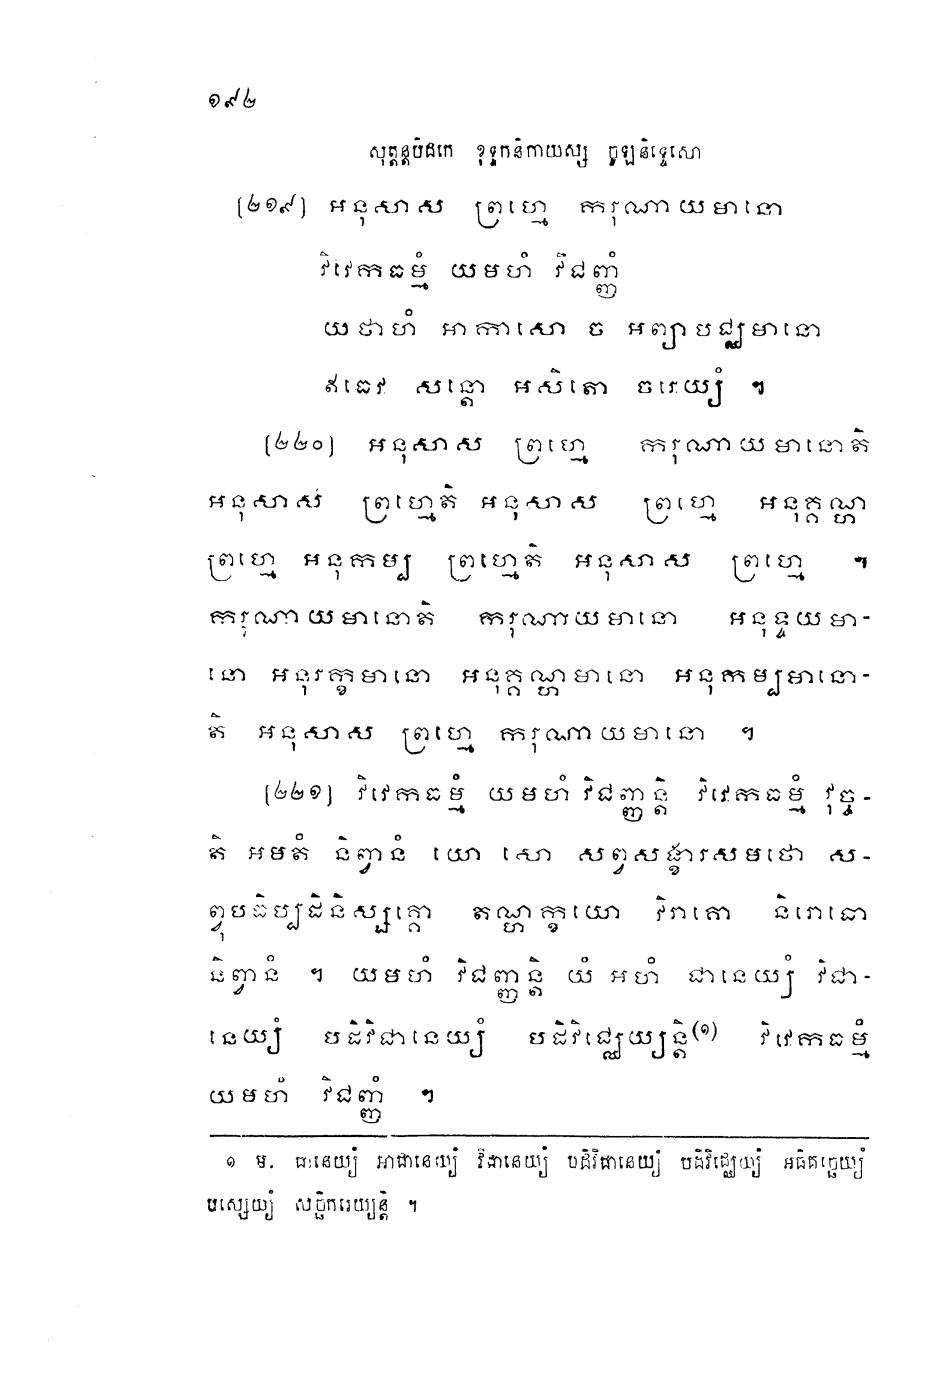 ១៩២
សុត្តន្តបិដកេ ខុទ្ទកនិកាយស្ស ចូឡនិទ្ទេសោ
(២១៩) អនុសាស ព្រហ្មេ ករុណាយមានោ
វិវេកធម្មំ យមហំ វិជញ្ញំ
យថាហំ អាកាសោ ច អព្យាបជ្ឈមានោ
ឥធេវ សន្តោ អសិតោ ចរេយ្យំ ។
(២២០) អនុសាស ព្រហ្មេ ករុណាយមានោតិ
អនុសាស ព្រហ្មេតិ អនុសាស ព្រហ្មេ អនុគ្គណ្ហ
ព្រហ្មេ អនុកម្ប ព្រហ្មេតិ អនុសាស ព្រហ្មេ ។
ករុណាយមានោតិ ករុណាយមានោ អនុទ្ទយមា-
នោ អនុរក្ខមានោ អនុគ្គណ្ហមានោ អនុកម្បមានោ-
តិ អនុសាស ព្រហ្មេ ករុណាយមានោ ។
(២២១) វិវេកធម្មំ យមហំ វិជញ្ញន្តិ វិវេកធម្មំ វុច្ច-
តិ អមតំ និព្វានំ យោ សោ សព្វសង្ខារសមថោ ស-
ព្វុបធិប្បដិនិស្សគ្គោ តណ្ហក្ខយោ វិរាគោ និរោធោ
និព្វានំ ។ យមហំ វិជញ្ញន្តិ យំ អហំ ជានេយ្យំ វិជា-
នេយ្យំ បដិវិជានេយ្យំ បដិវិជ្ឈេយ្យន្តិ(១) វិវេកធម្មំ
យមហំ វិជញ្ញំ ។
១ ម. ជានេយ្យំ អាជានេយ្យំ វិជានេយ្យំ បដិវិជានេយ្យំ បដិវិជ្ឈេយ្យំ អធិគច្ឆេយ្យំ
បស្សេយ្យំ សច្ឆិករេយ្យន្តិ ។